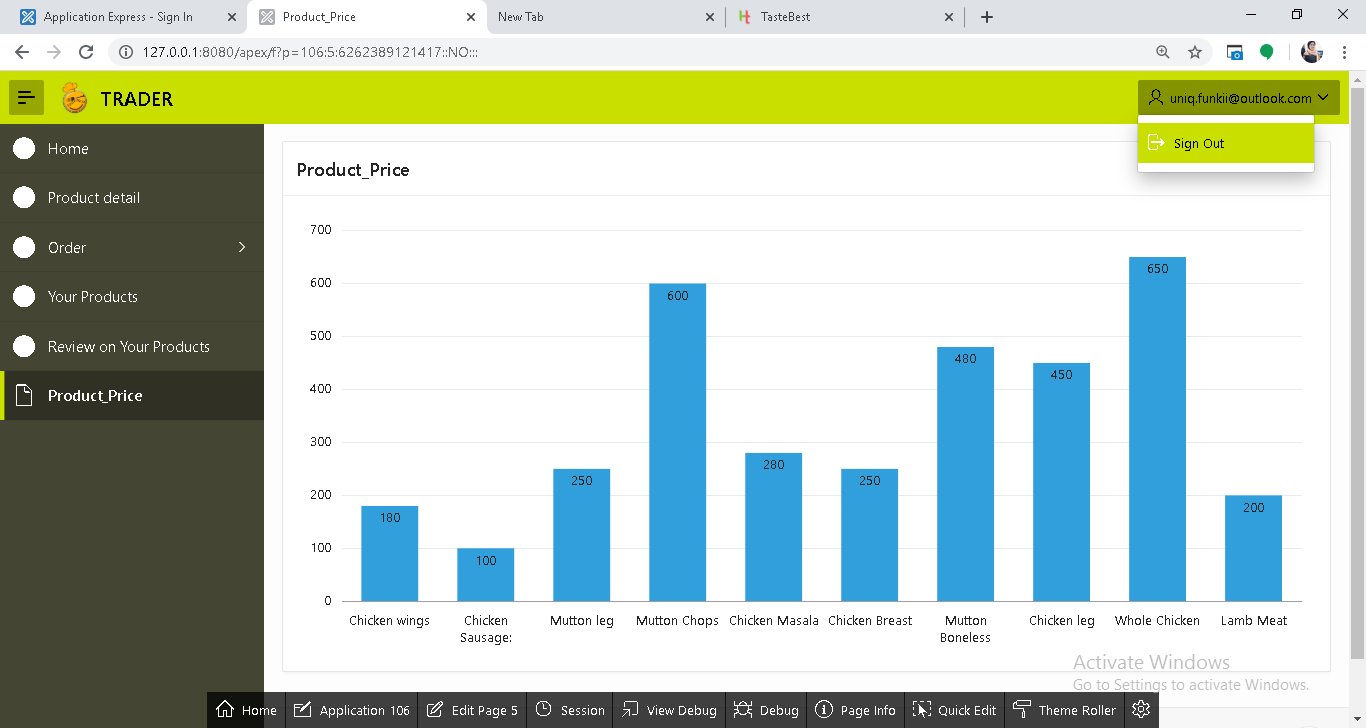 Application Express - Sign In
Product_Price
New Tab
TasteBest
127.0.0.1:8080/apex/f?p=106:5:6262389121417::NO:::
TRADER
uniq.funkii@outlook.com
Sign Out
Home
Product detail
Order
Your Products
Review on Your Products
Product_Price
Product_Price
700
600
500
400
300
200
100
0
180
100
250
600
280
250
480
450
650
200
Chicken wings
Chicken
Sausage:
Mutton leg
Mutton Chops
Chicken Masala
Chicken Breast
Mutton
Boneless
Chicken leg
Whole Chicken
Lamb Meat
Activate Windows
Go to Settings to activate Windows.
Home
Application 106
Edit Page 5
Session
View Debug
Debug
Page Info
Quick Edit
Theme Roller